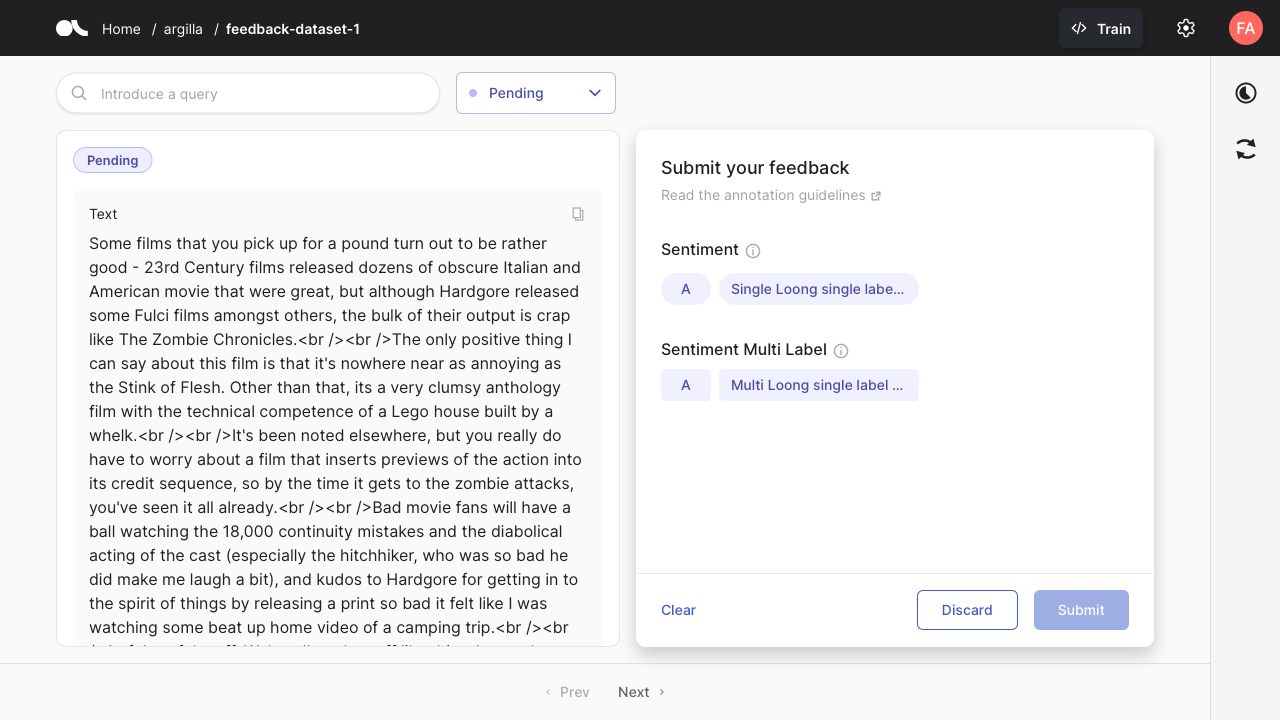 Home / argilla / feedback-dataset-1
</> Train
FA
Introduce a query
Pending
Pending
Text
Some films that you pick up for a pound turn out to be rather
good - 23rd Century films released dozens of obscure Italian and
American movie that were great, but although Hardgore released
some Fulci films amongst others, the bulk of their output is crap
like The Zombie Chronicles.<br /><br />The only positive thing I
can say about this film is that it's nowhere near as annoying as
the Stink of Flesh. Other than that, its a very clumsy anthology
film with the technical competence of a Lego house built by a
whelk.<br /><br />It's been noted elsewhere, but you really do
have to worry about a film that inserts previews of the action into
its credit sequence, so by the time it gets to the zombie attacks,
you've seen it all already.<br /><br />Bad movie fans will have a
ball watching the 18,000 continuity mistakes and the diabolical
acting of the cast (especially the hitchhiker, who was so bad he
did make me laugh a bit), and kudos to Hardgore for getting in to
the spirit of things by releasing a print so bad it felt like I was
watching some beat up home video of a camping trip.<br /><br
Submit your feedback
Read the annotation guidelines
Sentiment
A
Single Loong single labe...
Sentiment Multi Label
A
Multi Loong single label ...
Clear
Discard
Submit
Prev
Next